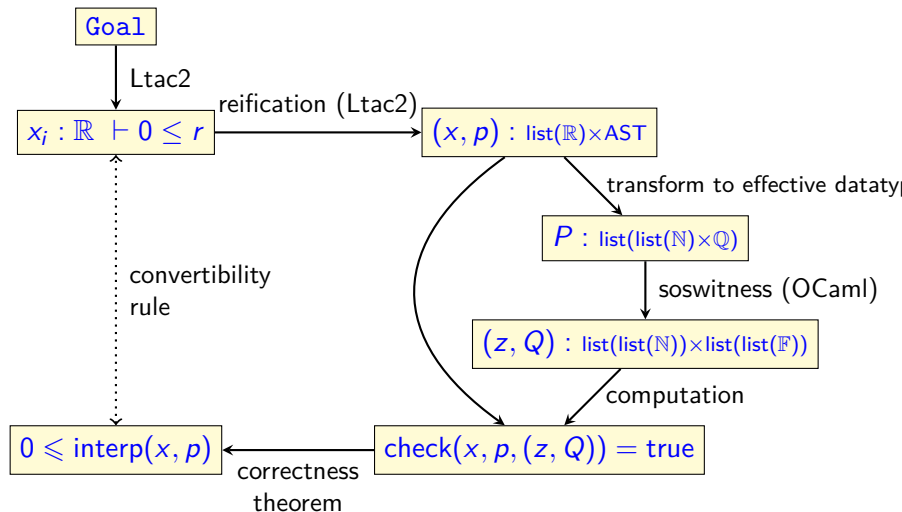 Goal
Ltac2
reification (Ltac2)
xᵢ : ℝ ⊢ 0 ≤ r
(x, p) : list(ℝ)×AST
transform to effective datatyp
P : list(list(ℕ)×ℚ)
convertibility
rule
soswitness (OCaml)
(z, Q) : list(list(ℕ))×list(list(𝔽))
computation
0 ⩽ interp(x, p)
check(x, p, (z, Q)) = true
correctness
theorem